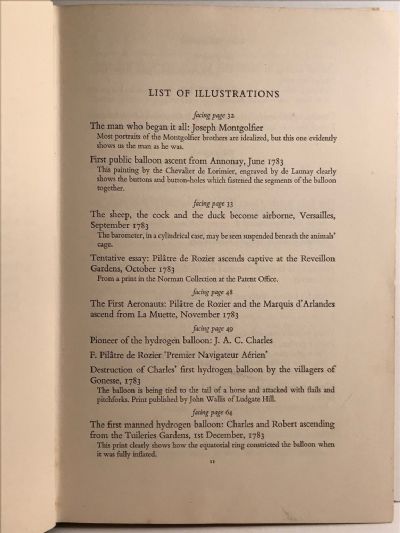 LIST OF ILLUSTRATIONS
facing page 32
The man who began it all: Joseph Montgolfier
Most portraits of the Montgolfier brothers are idealized, but this one evidently
shows us the man as he was.
First public balloon ascent from Annonay, June 1783
This painting by the Chevalier de Lorimier, engraved by de Launay clearly
shows the buttons and button-holes which fastened the segments of the balloon
together.
facing page 33
The sheep, the cock and the duck become airborne, Versailles,
September 1783
The barometer, in a cylindrical case, may be seen suspended beneath the animals'
cage.
Tentative essay: Pilâtre de Rozier ascends captive at the Reveillon
Gardens, October 1783
From a print in the Norman Collection at the Patent Office.
facing page 48
The First Aeronauts: Pilâtre de Rozier and the Marquis d'Arlandes
ascend from La Muette, November 1783
facing page 49
Pioneer of the hydrogen balloon: J. A. C. Charles
F. Pilâtre de Rozier 'Premier Navigateur Aérien'
Destruction of Charles' first hydrogen balloon by the villagers of
Gonesse, 1783
The balloon is being tied to the tail of a horse and attacked with flails and
pitchforks. Print published by John Wallis of Ludgate Hill.
facing page 64
The first manned hydrogen balloon: Charles and Robert ascending
from the Tuileries Gardens, 1st December, 1783
This print clearly shows how the equatorial ring constricted the balloon when
it was fully inflated.
11